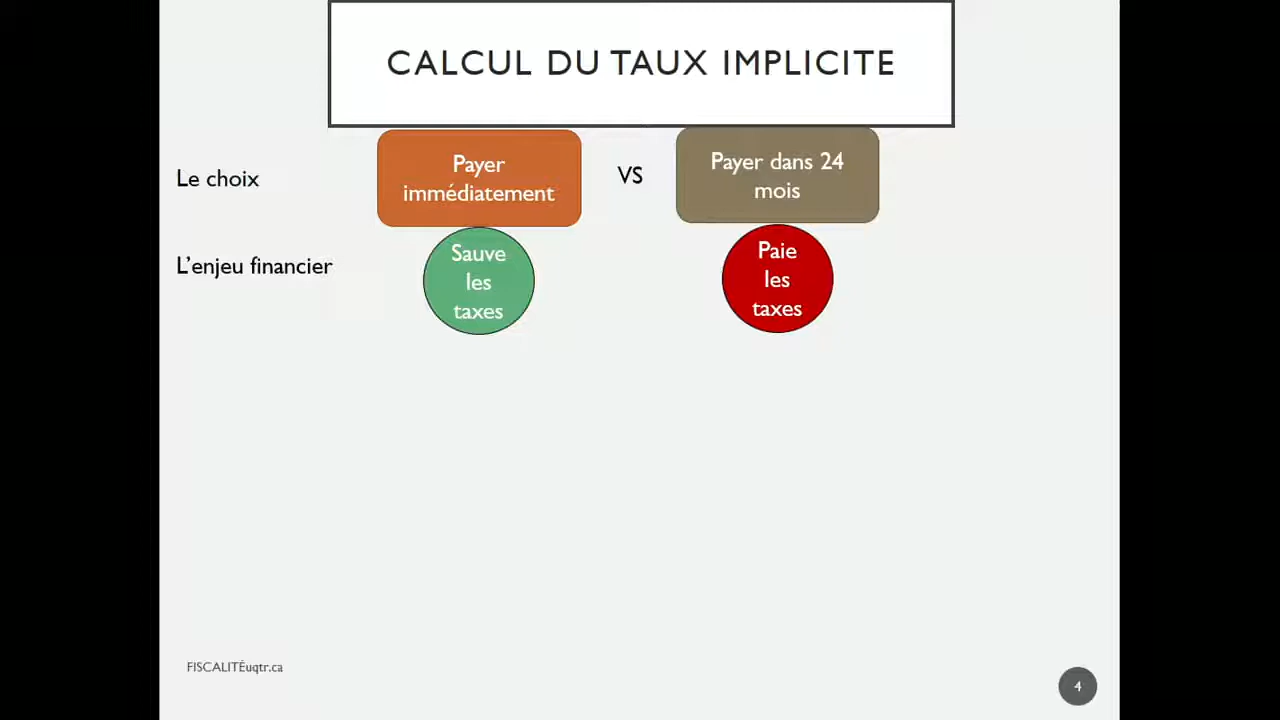 CALCUL DU TAUX IMPLICITE
Le choix
Payer
immédiatement
VS
Payer dans 24
mois
L’enjeu financier
Sauve
les
taxes
Paie
les
taxes
FISCALITÉuqtr.ca
4